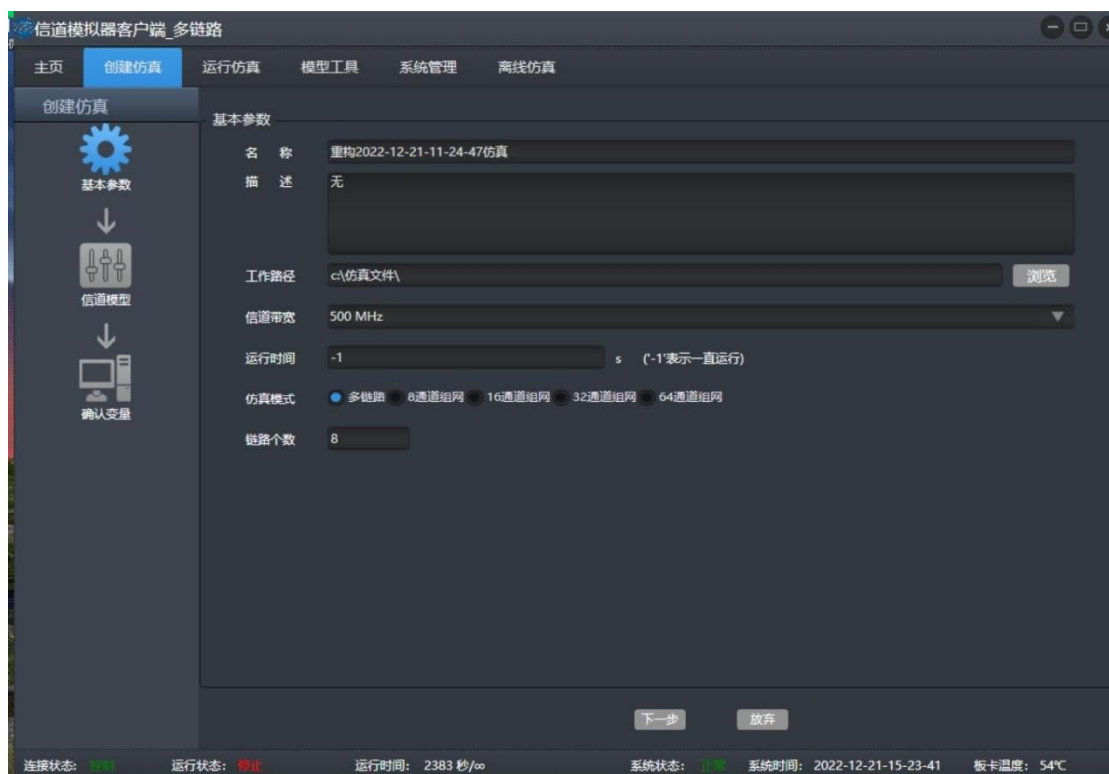 信道模拟器客户端_多链路
主页 创建仿真 运行仿真 模型工具 系统管理 离线仿真
创建仿真
基本参数
信道模型
确认变量
基本参数
名 称 重构2022-12-21-11-24-47仿真
描 述 无
工作路径 c:\仿真文件\ 浏览
信道带宽 500 MHz
运行时间 -1 s ('-1'表示一直运行)
仿真模式 多链路 8通道组网 16通道组网 32通道组网 64通道组网
链路个数 8
下一步 放弃
连接状态: 控制 运行状态: 停止 运行时间: 2383 秒/∞ 系统状态: 正常 系统时间: 2022-12-21-15-23-41 板卡温度: 54℃